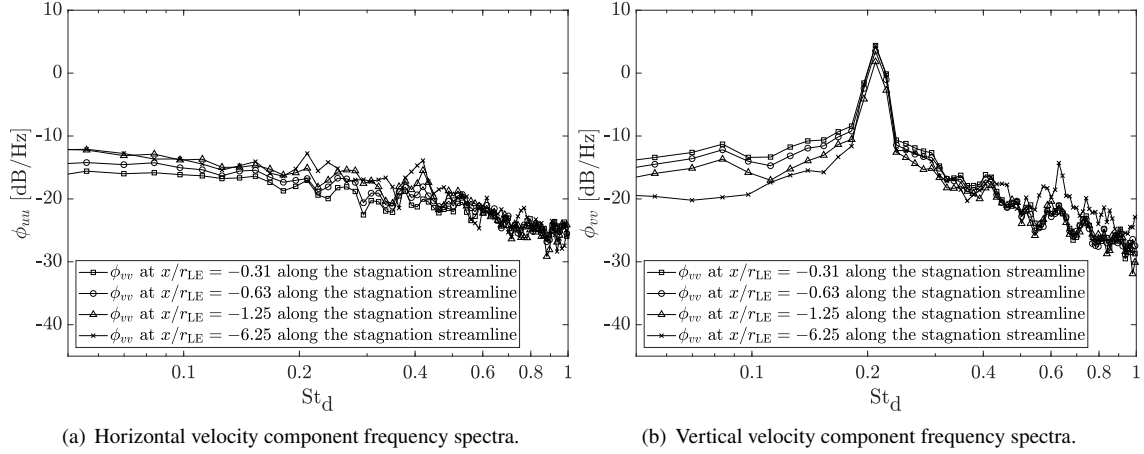 10
0
-10
-20
-30
-40
ϕuu [dB/Hz]
ϕvv at x/rLE = −0.31 along the stagnation streamline
ϕvv at x/rLE = −0.63 along the stagnation streamline
ϕvv at x/rLE = −1.25 along the stagnation streamline
ϕvv at x/rLE = −6.25 along the stagnation streamline
0.1 0.2 0.4 0.6 0.8 1
Std
(a) Horizontal velocity component frequency spectra.
10
0
-10
-20
-30
-40
ϕvv [dB/Hz]
ϕvv at x/rLE = −0.31 along the stagnation streamline
ϕvv at x/rLE = −0.63 along the stagnation streamline
ϕvv at x/rLE = −1.25 along the stagnation streamline
ϕvv at x/rLE = −6.25 along the stagnation streamline
0.1 0.2 0.4 0.6 0.8 1
Std
(b) Vertical velocity component frequency spectra.